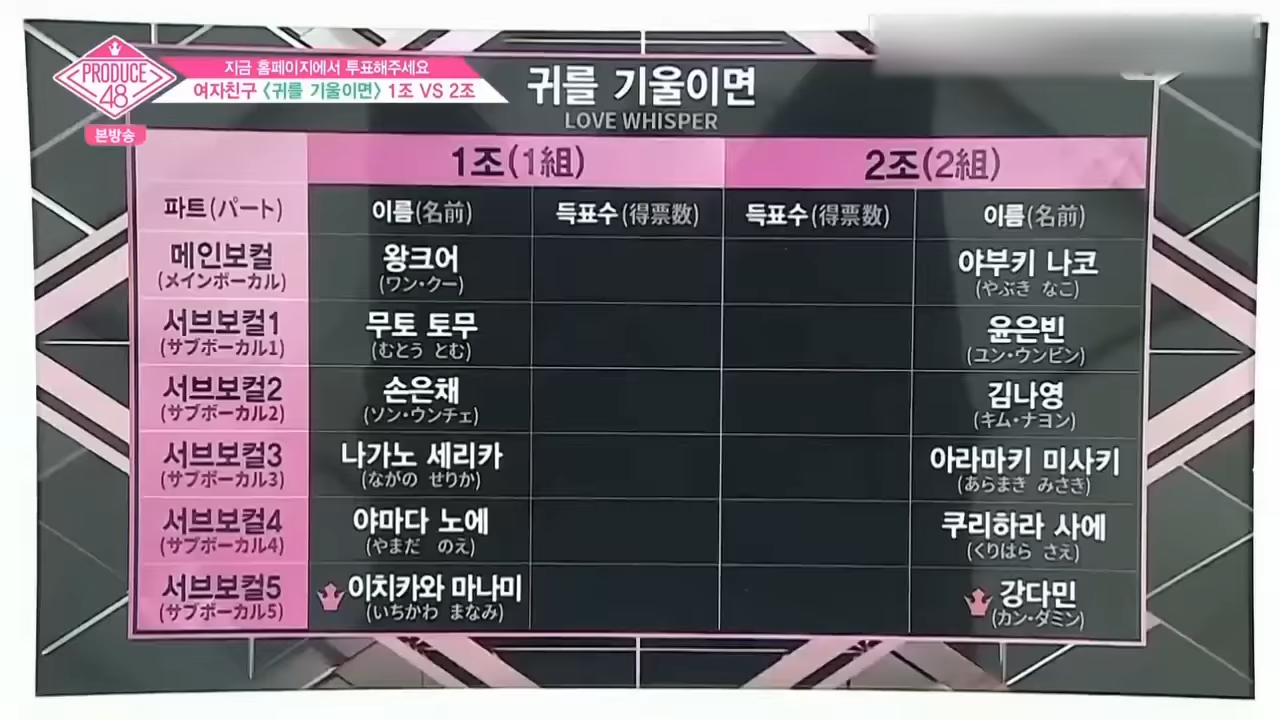 PRODUCE
48
본방송
지금 홈페이지에서 투표해주세요
여자친구 <귀를 기울이면> 1조 VS 2조
귀를 기울이면
LOVE WHISPER
1조(1組) 2조(2組)
파트(パート) 이름(名前) 득표수(得票数) 득표수(得票数) 이름(名前)
메인보컬 왕크어 야부키 나코
(メインボーカル) (ワン・クー) (やぶき なこ)
서브보컬1 무토 토무 윤은빈
(サブボーカル1) (むとう とむ) (ユン・ウンビン)
서브보컬2 손은채 김나영
(サブボーカル2) (ソン・ウンチェ) (キム・ナヨン)
서브보컬3 나가노 세리카 아라마키 미사키
(サブボーカル3) (ながの せりか) (あらまき みさき)
서브보컬4 야마다 노에 쿠리하라 사에
(サブボーカル4) (やまだ のえ) (くりはら さえ)
서브보컬5 이치카와 마나미 강다민
(サブボーカル5) (いちかわ まなみ) (カン・ダミン)